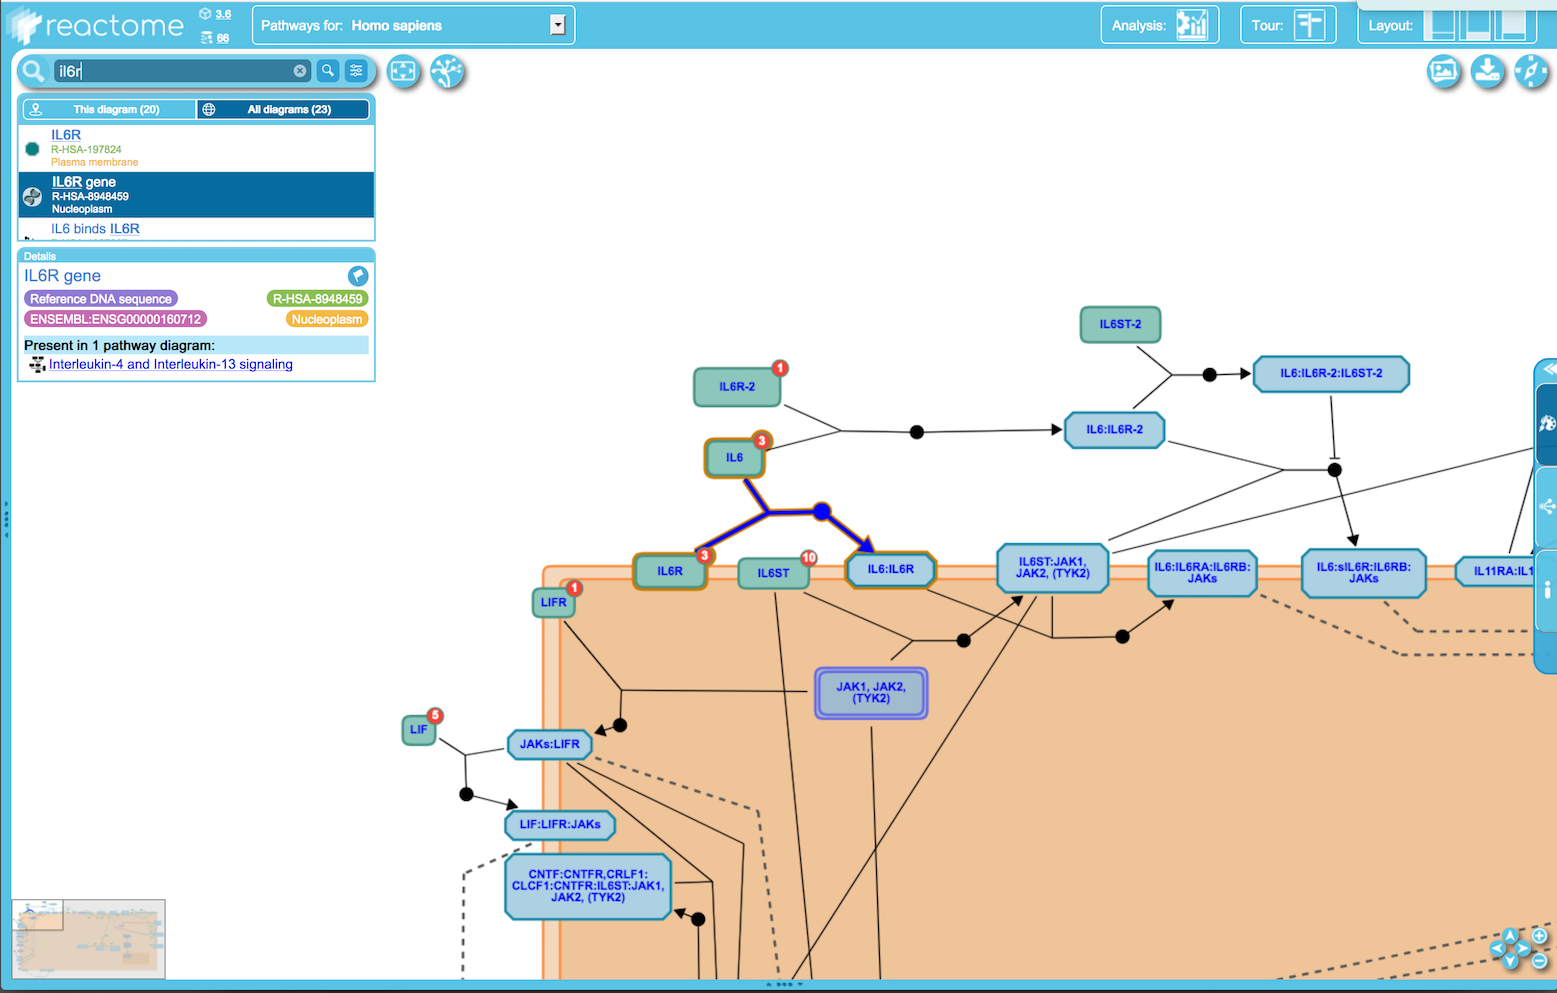 reactome
3.6
66
Pathways for: Homo sapiens
Analysis:
Tour:
Layout:
il6r
This diagram (20)
All diagrams (23)
IL6R
R-HSA-197824
Plasma membrane
IL6R gene
R-HSA-8948459
Nucleoplasm
IL6 binds IL6R
Details
IL6R gene
Reference DNA sequence
R-HSA-8948459
ENSEMBL:ENSG00000160712
Nucleoplasm
Present in 1 pathway diagram:
Interleukin-4 and Interleukin-13 signaling
IL6ST-2
IL6R-2
1
IL6:IL6R-2:IL6ST-2
IL6:IL6R-2
IL6
3
IL6R
3
IL6ST
10
IL6:IL6R
IL6ST:JAK1,
JAK2, (TYK2)
IL6:IL6RA:IL6RB:
JAKs
IL6:sIL6R:IL6RB:
JAKs
IL11RA:IL1
LIFR
1
JAK1, JAK2,
(TYK2)
LIF
5
JAKs:LIFR
LIF:LIFR:JAKs
CNTF:CNTFR,CRLF1:
CLCF1:CNTFR:IL6ST:JAK1,
JAK2, (TYK2)